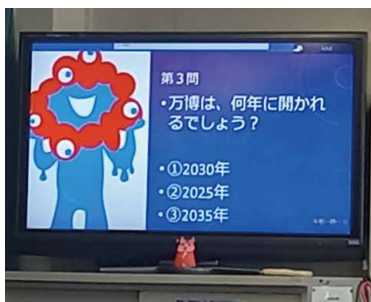 第3問
・万博は、何年に開かれ
るでしょう？
・①2030年
・②2025年
・③2035年